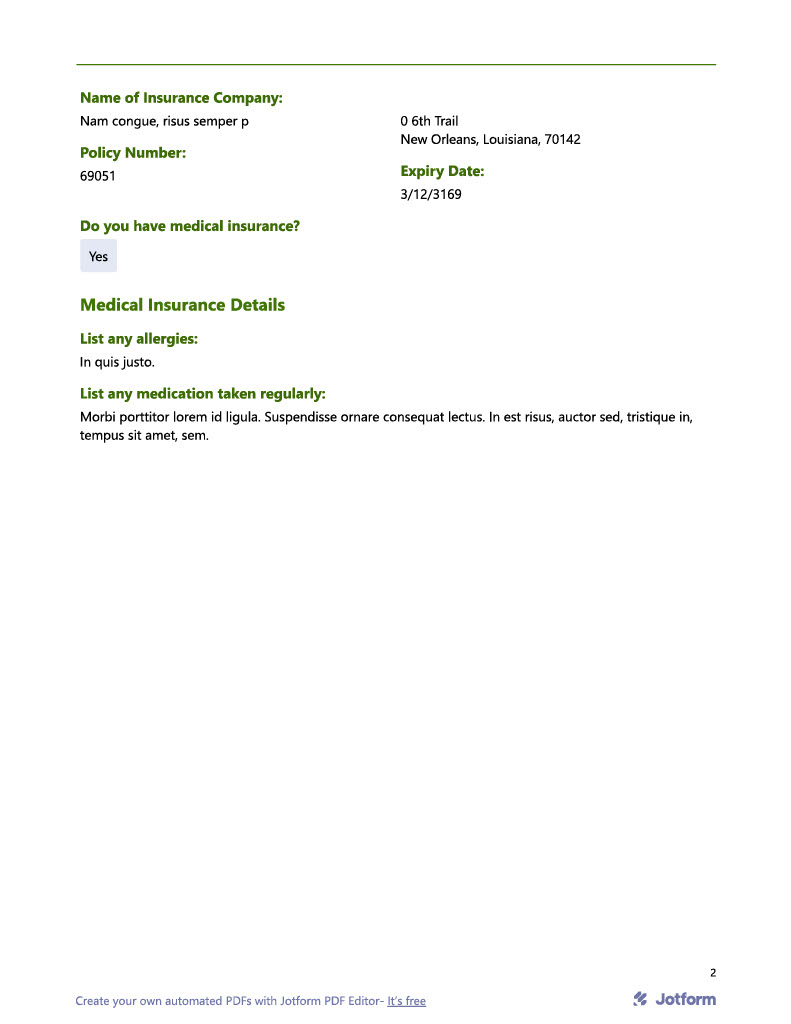 Name of Insurance Company:
Nam congue, risus semper p
0 6th Trail
New Orleans, Louisiana, 70142
Policy Number:
69051
Expiry Date:
3/12/3169
Do you have medical insurance?
Yes
Medical Insurance Details
List any allergies:
In quis justo.
List any medication taken regularly:
Morbi porttitor lorem id ligula. Suspendisse ornare consequat lectus. In est risus, auctor sed, tristique in,
tempus sit amet, sem.
2
Create your own automated PDFs with Jotform PDF Editor- It's free
Jotform